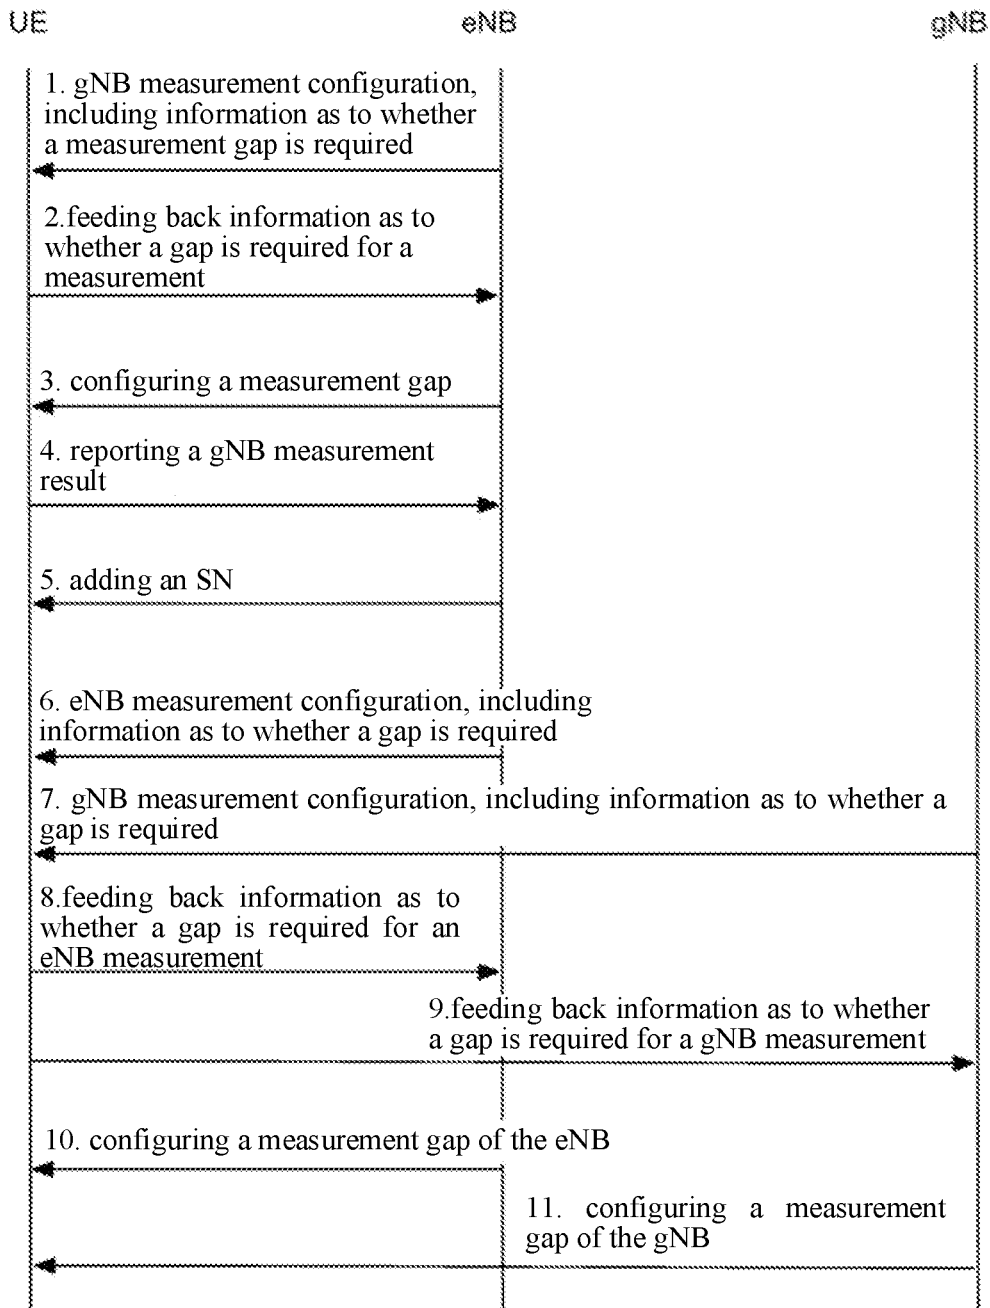 UE eNB gNB
1. gNB measurement configuration,
including information as to whether
a measurement gap is required
2.feeding back information as to
whether a gap is required for a
measurement
3. configuring a measurement gap
4. reporting a gNB measurement
result
5. adding an SN
6. eNB measurement configuration, including
information as to whether a gap is required
7. gNB measurement configuration, including information as to whether a
gap is required
8.feeding back information as to
whether a gap is required for an
eNB measurement
9.feeding back information as to whether
a gap is required for a gNB measurement
10. configuring a measurement gap of the eNB
11. configuring a measurement
gap of the gNB